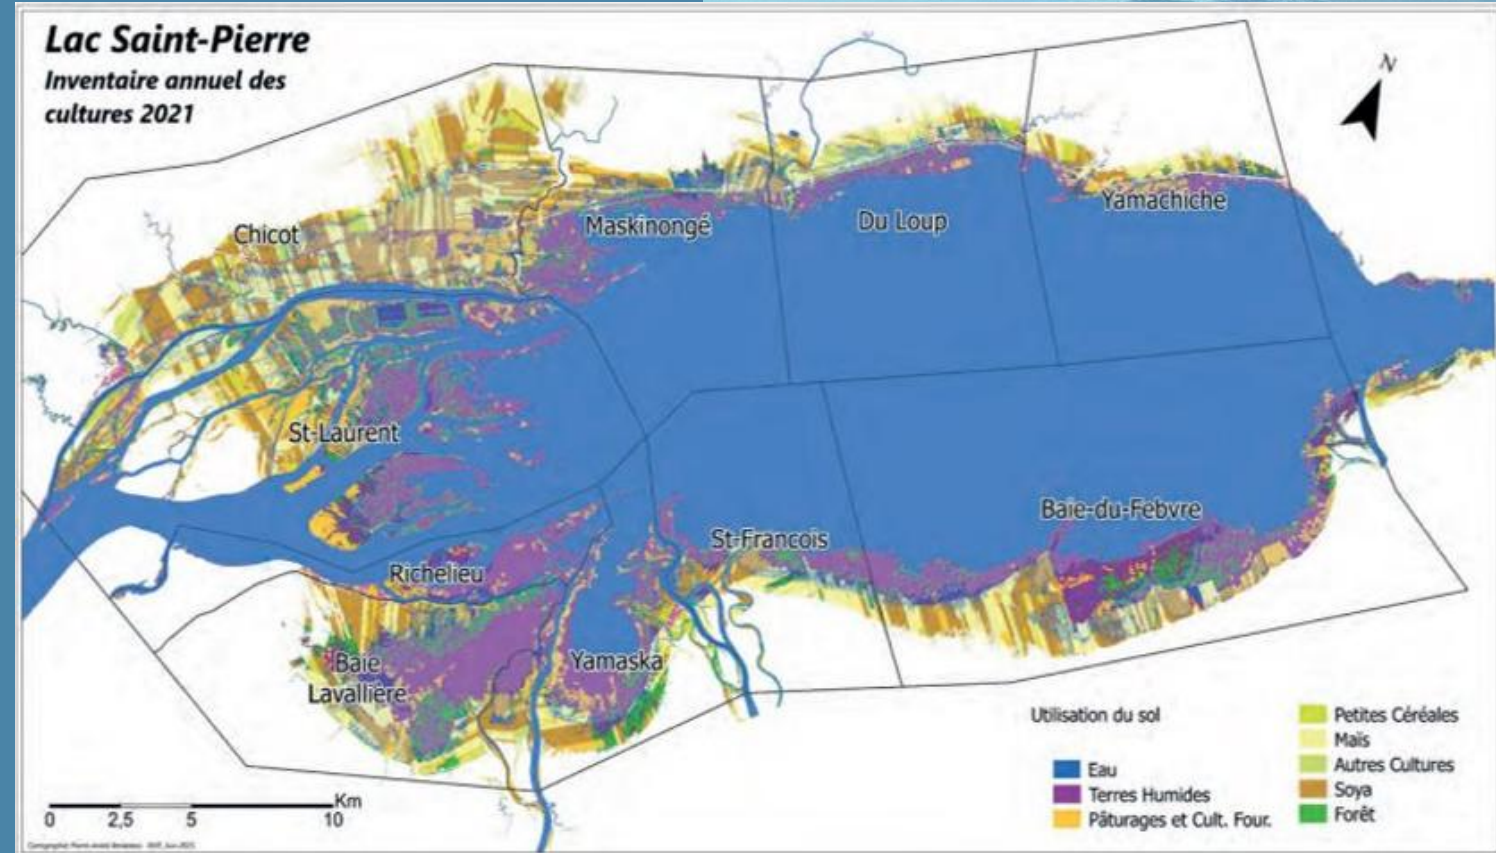 Lac Saint-Pierre
Inventaire annuel des
cultures 2021
N
Chicot
Maskinongé
Du Loup
Yamachiche
St-Laurent
Baie-du-Febvre
St-Francois
Richelieu
Baie
Lavallière
Yamaska
Utilisation du sol
Eau
Terres Humides
Pâturages et Cult. Four.
Petites Céréales
Maïs
Autres Cultures
Soya
Forêt
Km
0 2,5 5 10